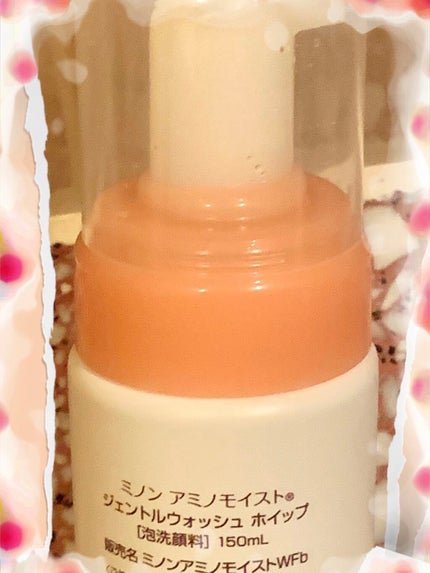 ミノン アミノモイスト®
ジェントルウォッシュ ホイップ
[泡洗顔料] 150mL
販売名 ミノンアミノモイストWFb